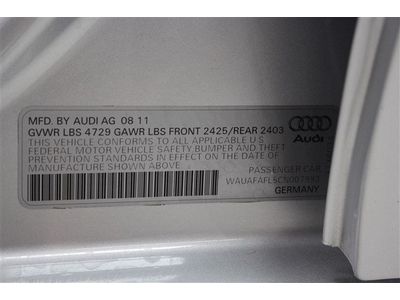 MFD. BY AUDI AG 08 11
GVWR LBS 4729 GAWR LBS FRONT 2425/REAR 2403
THIS VEHICLE CONFORMS TO ALL APPLICABLE U S
FEDERAL MOTOR VEHICLE SAFETY,BUMPER, AND THEFT
PREVENTION STANDARDS IN EFFECT ON THE DATE OF
MANUFACTURE SHOWN ABOVE
Audi
PASSENGER CAR
WAUAFAFL5CN007993
GERMANY